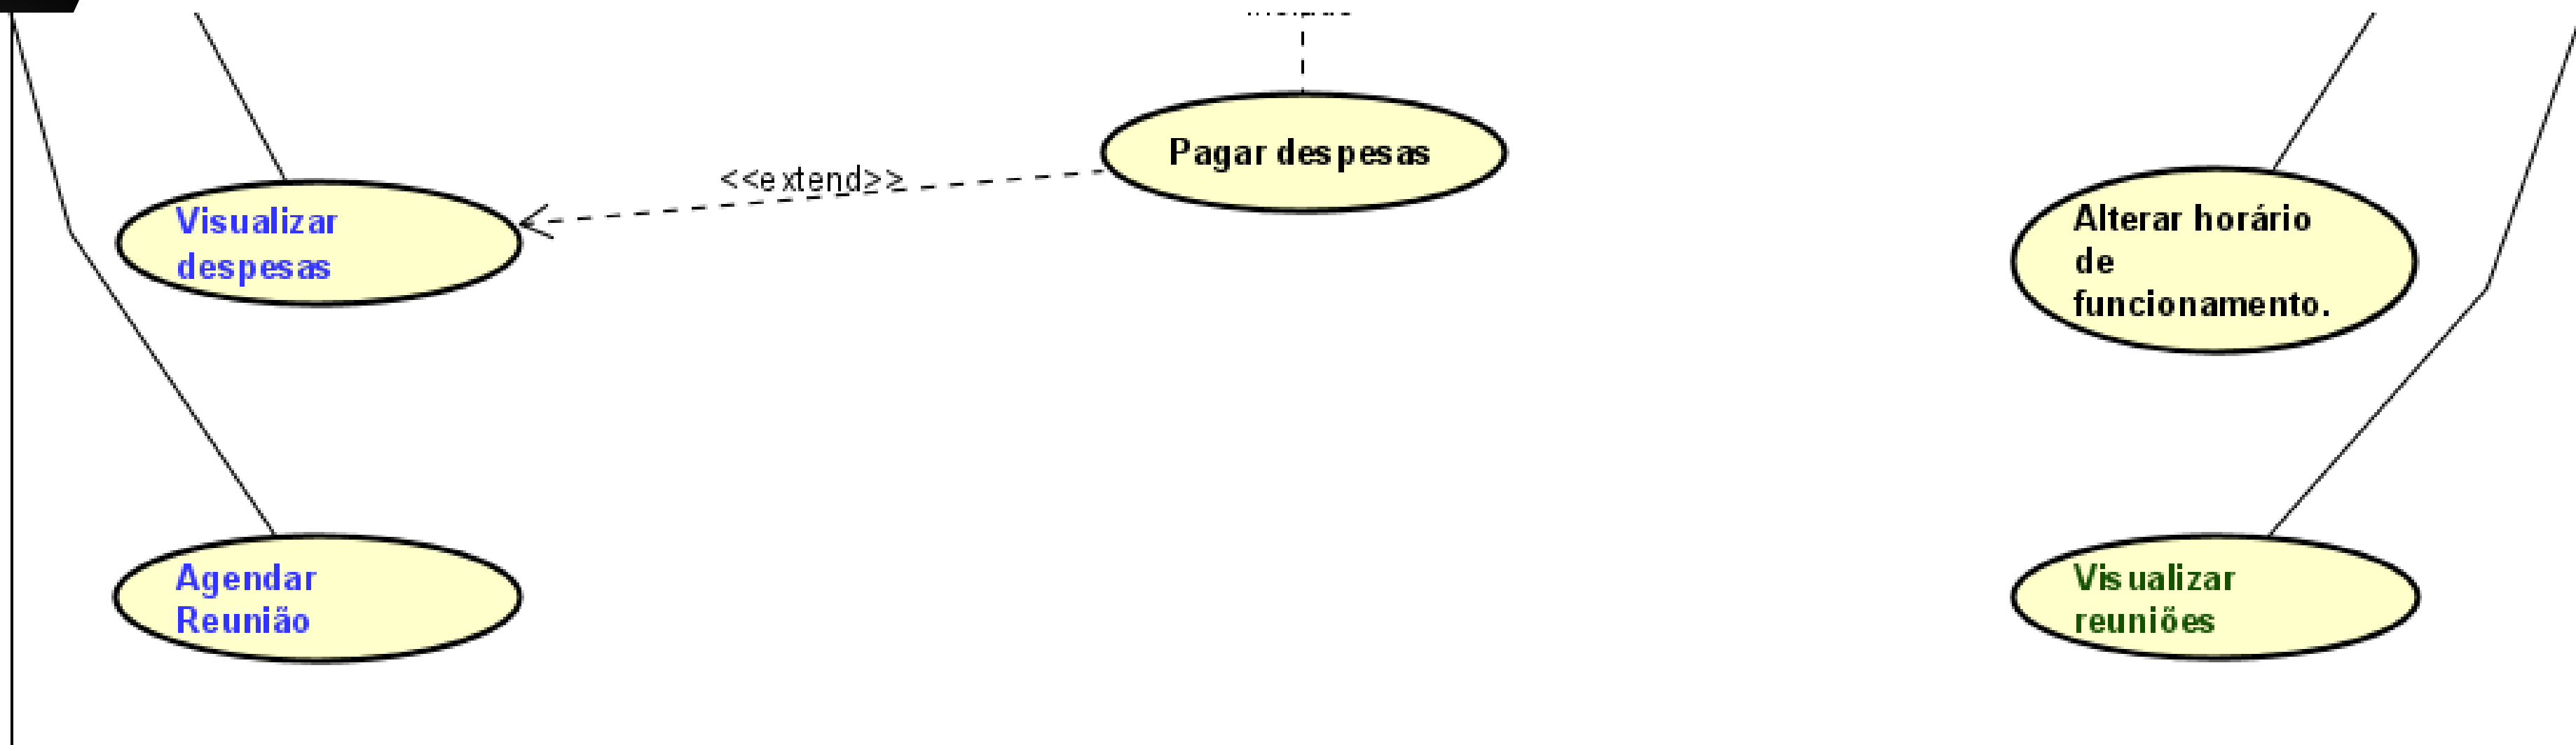 Pagar despesas
<<extend>>
Visualizar
despesas
Alterar horário
de
funcionamento.
Agendar
Reunião
Visualizar
reuniões